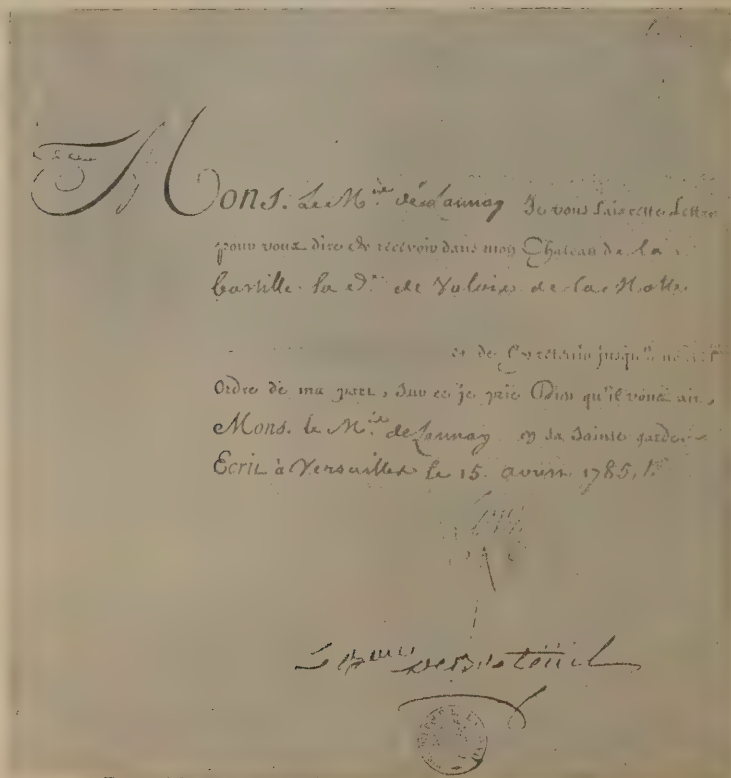 Mons. Le M.is de Launay Je vous fais cette Lettre
pour vous dire de recevoir dans mon Chateau de la
bastille la d.e de Valois de la Motte
et de l'y retenir jusqu'à
Ordre de ma part, Sur ce je prie Dieu qu'il vous ait,
Mons. le M.is de Launay en sa Sainte garde.
Ecrit à Versailles le 15. 1785.
Le B.on de Breteüil